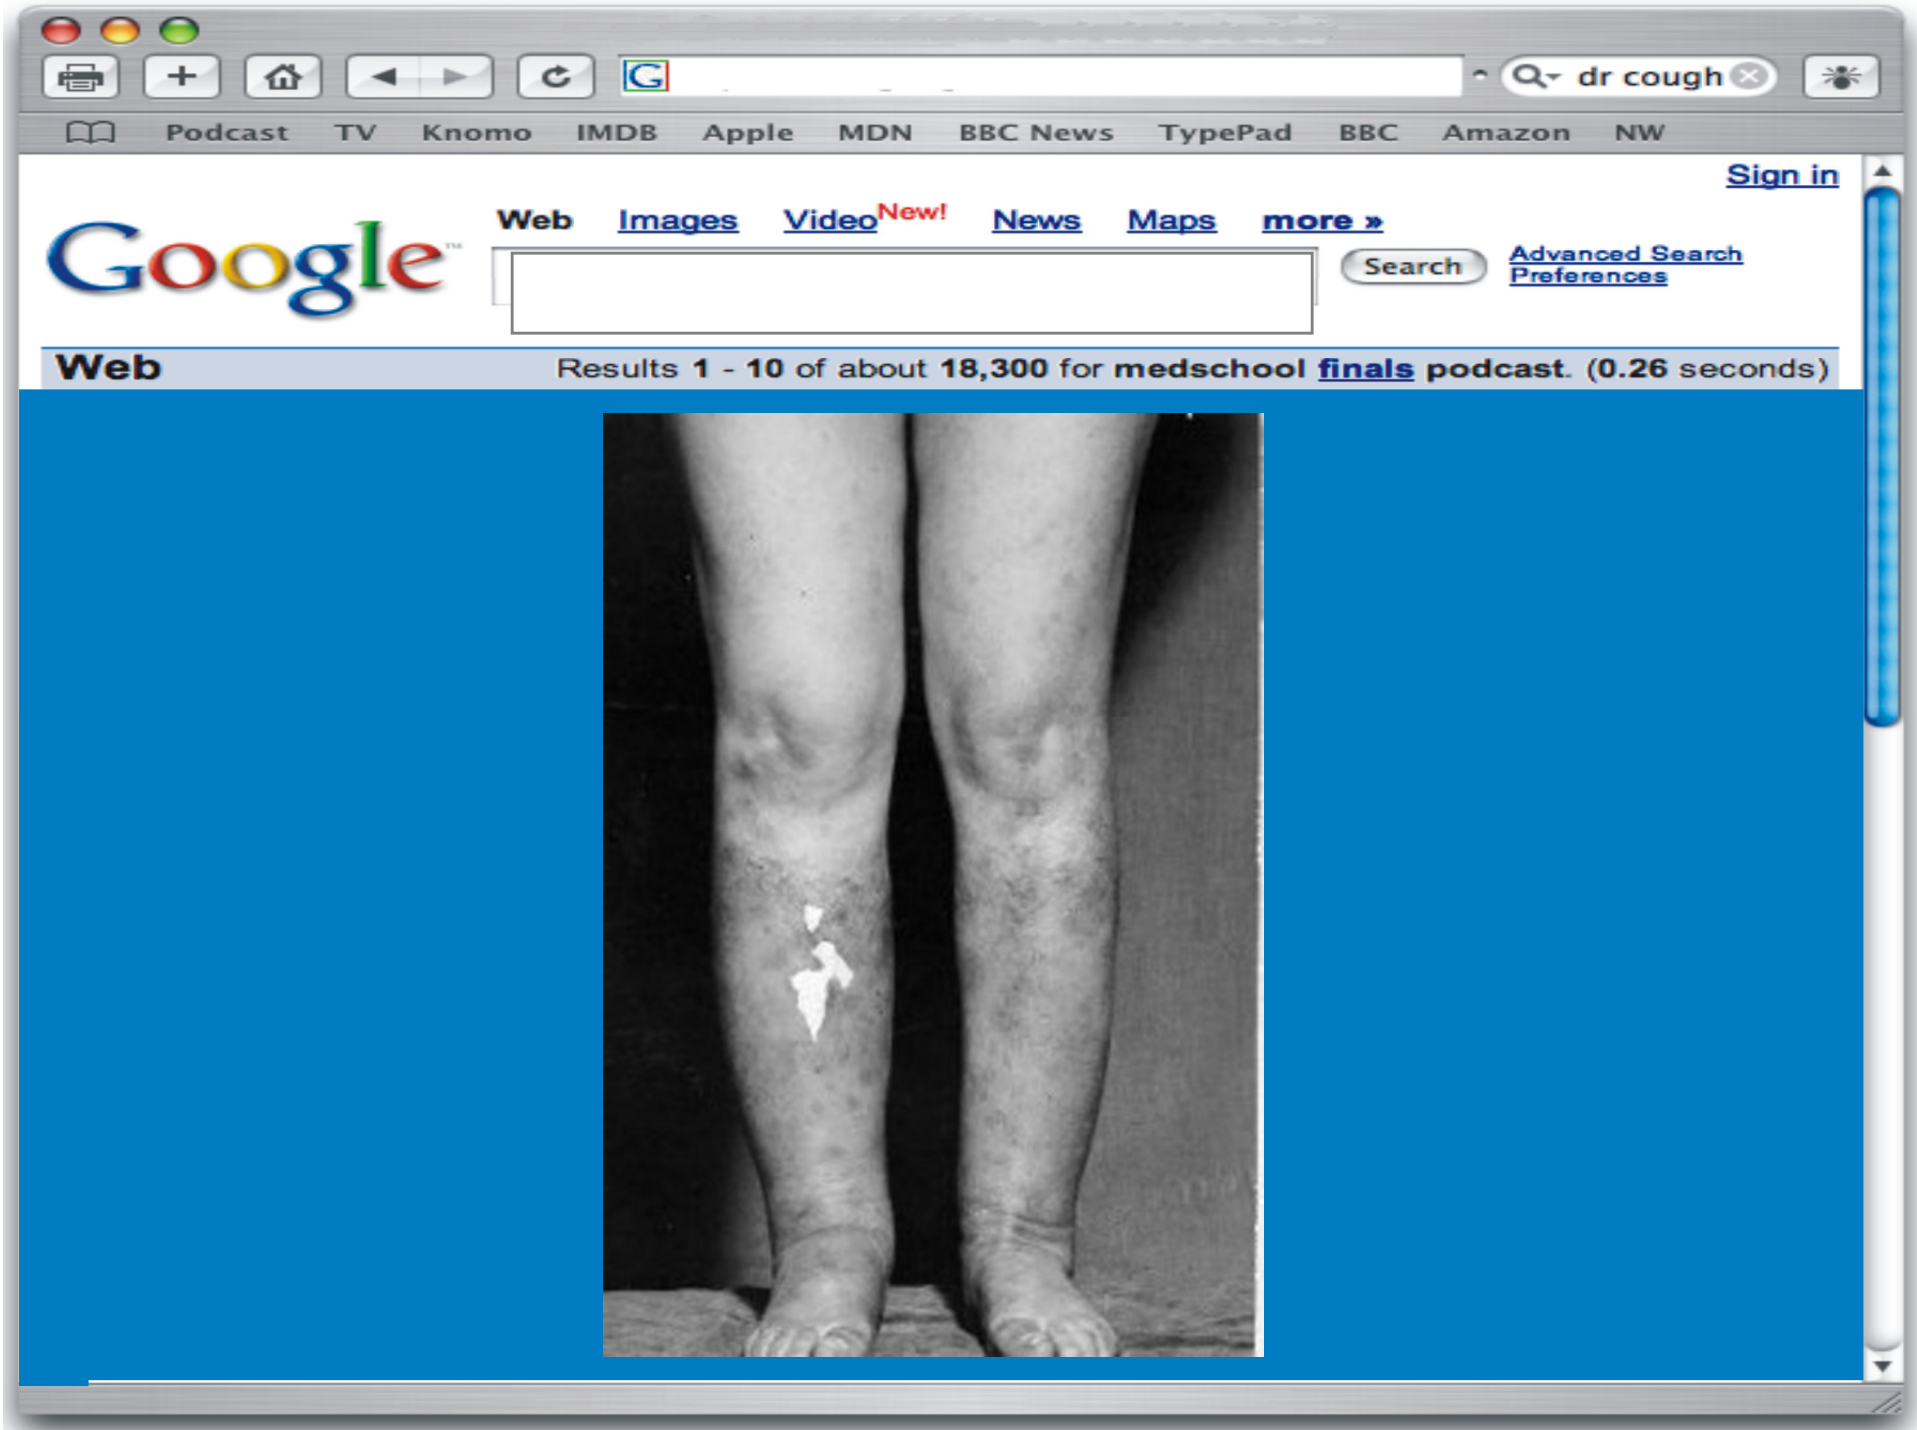 dr cough
Podcast TV Knomo IMDB Apple MDN BBC News TypePad BBC Amazon NW
Sign in
Web Images Video New! News Maps more »
Google™
Search
Advanced Search
Preferences
Web Results 1 - 10 of about 18,300 for medschool finals podcast. (0.26 seconds)